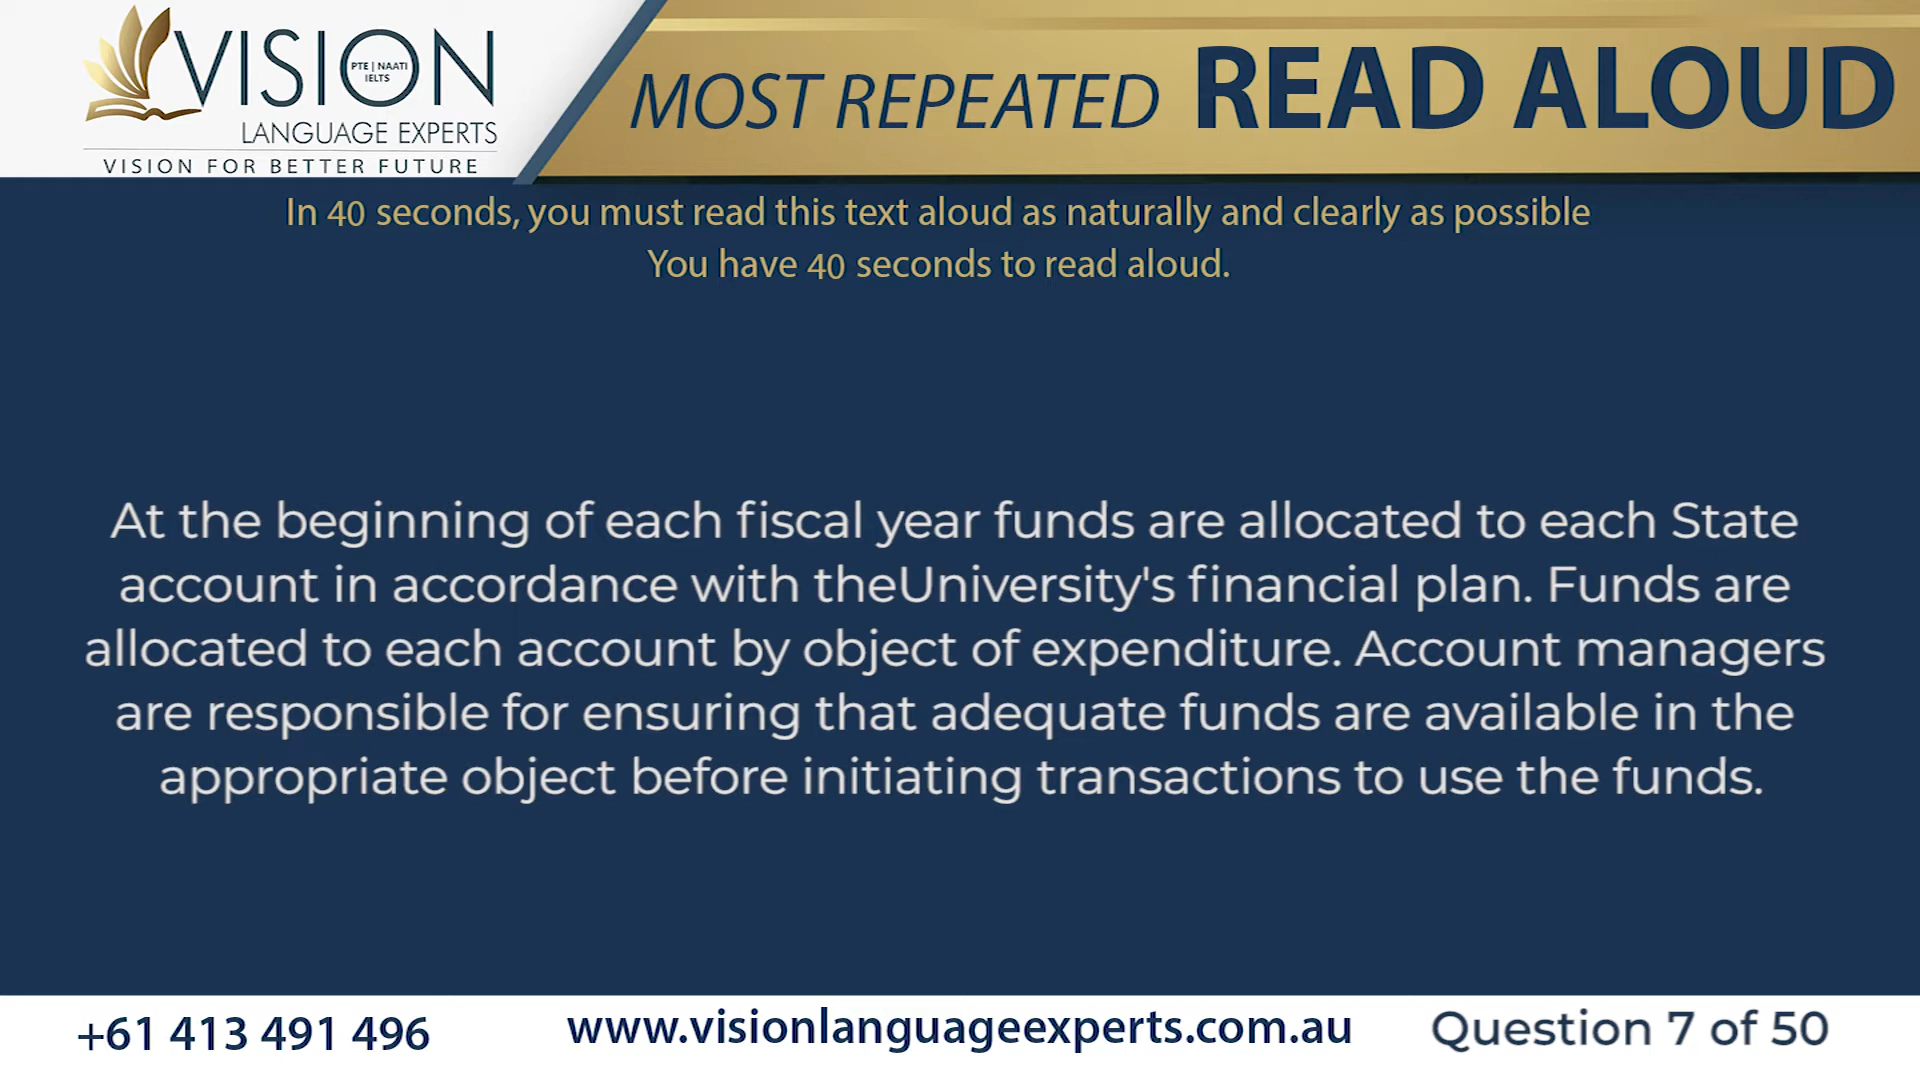 VISION
PTE | NAATI
IELTS
LANGUAGE EXPERTS
VISION FOR BETTER FUTURE
MOST REPEATED READ ALOUD
In 40 seconds, you must read this text aloud as naturally and clearly as possible
You have 40 seconds to read aloud.
At the beginning of each fiscal year funds are allocated to each State
account in accordance with theUniversity's financial plan. Funds are
allocated to each account by object of expenditure. Account managers
are responsible for ensuring that adequate funds are available in the
appropriate object before initiating transactions to use the funds.
+61 413 491 496
www.visionlanguageexperts.com.au
Question 7 of 50